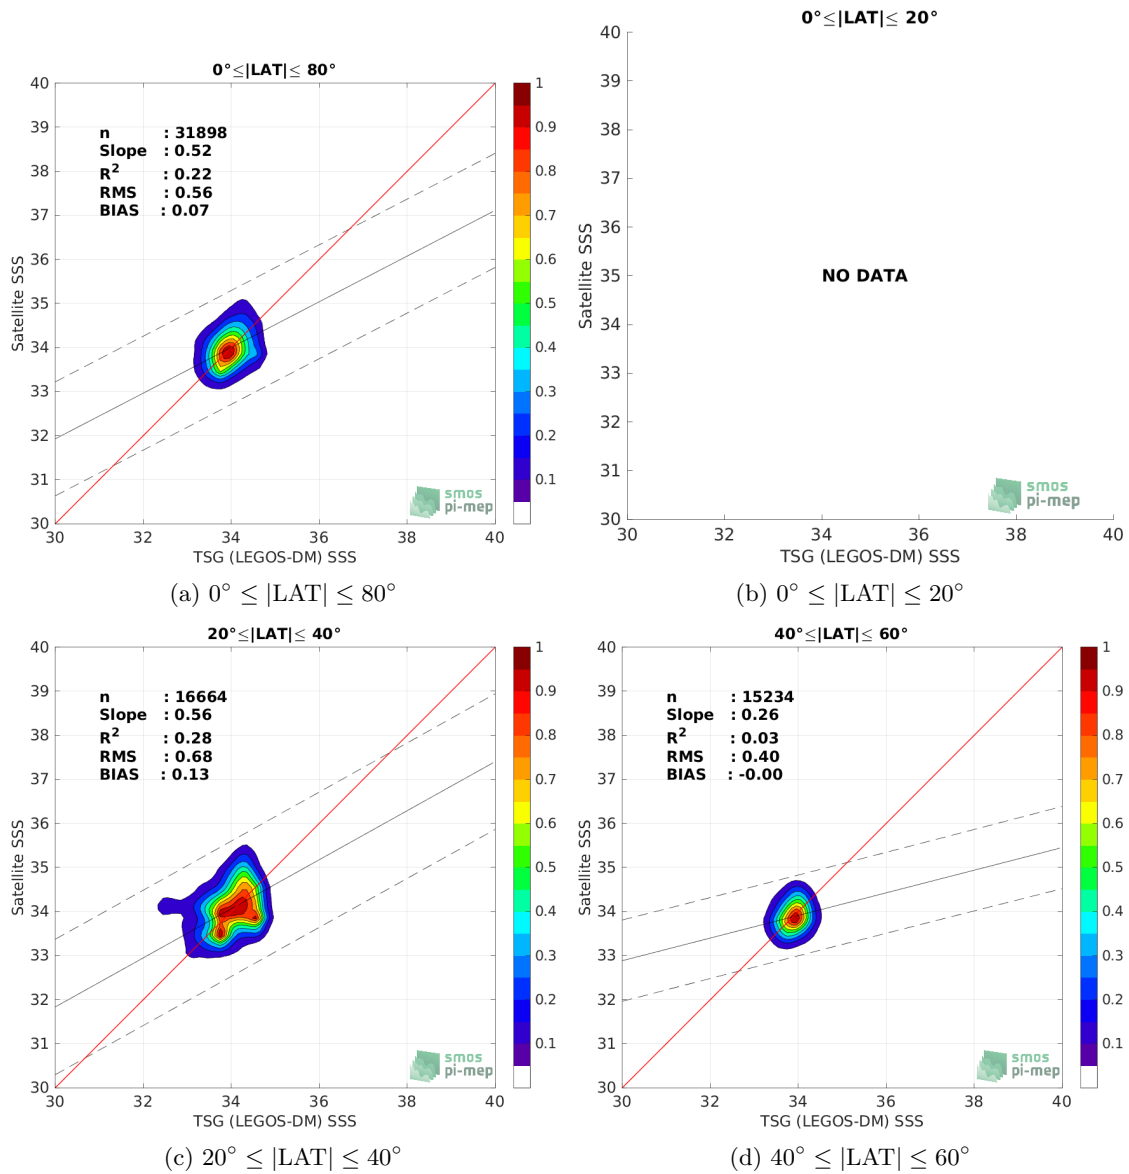 0°≤|LAT|≤ 80°
40
39
38
37
36
35
34
33
32
31
30
Satellite SSS
n : 31898
Slope : 0.52
R² : 0.22
RMS : 0.56
BIAS : 0.07
smos
pi-mep
30 32 34 36 38 40
TSG (LEGOS-DM) SSS
1
0.9
0.8
0.7
0.6
0.5
0.4
0.3
0.2
0.1
(a) 0° ≤ |LAT| ≤ 80°
0°≤|LAT|≤ 20°
40
39
38
37
36
35
34
33
32
31
30
Satellite SSS
NO DATA
smos
pi-mep
30 32 34 36 38 40
TSG (LEGOS-DM) SSS
(b) 0° ≤ |LAT| ≤ 20°
20°≤|LAT|≤ 40°
40
39
38
37
36
35
34
33
32
31
30
Satellite SSS
n : 16664
Slope : 0.56
R² : 0.28
RMS : 0.68
BIAS : 0.13
smos
pi-mep
30 32 34 36 38 40
TSG (LEGOS-DM) SSS
1
0.9
0.8
0.7
0.6
0.5
0.4
0.3
0.2
0.1
(c) 20° ≤ |LAT| ≤ 40°
40°≤|LAT|≤ 60°
40
39
38
37
36
35
34
33
32
31
30
Satellite SSS
n : 15234
Slope : 0.26
R² : 0.03
RMS : 0.40
BIAS : -0.00
smos
pi-mep
30 32 34 36 38 40
TSG (LEGOS-DM) SSS
1
0.9
0.8
0.7
0.6
0.5
0.4
0.3
0.2
0.1
(d) 40° ≤ |LAT| ≤ 60°